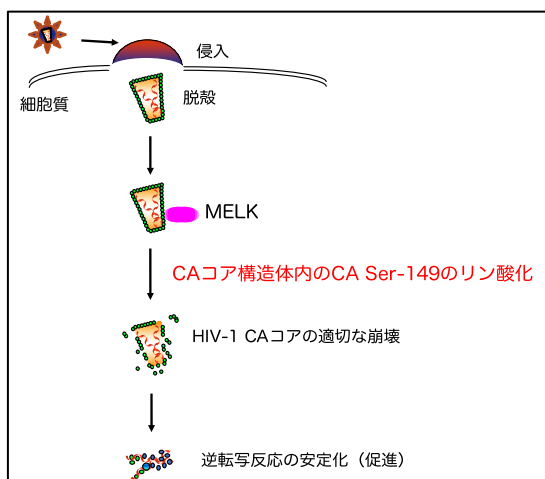 侵入
細胞質
脱殻
MELK
CAコア構造体内のCA Ser-149のリン酸化
HIV-1 CAコアの適切な崩壊
逆転写反応の安定化（促進）